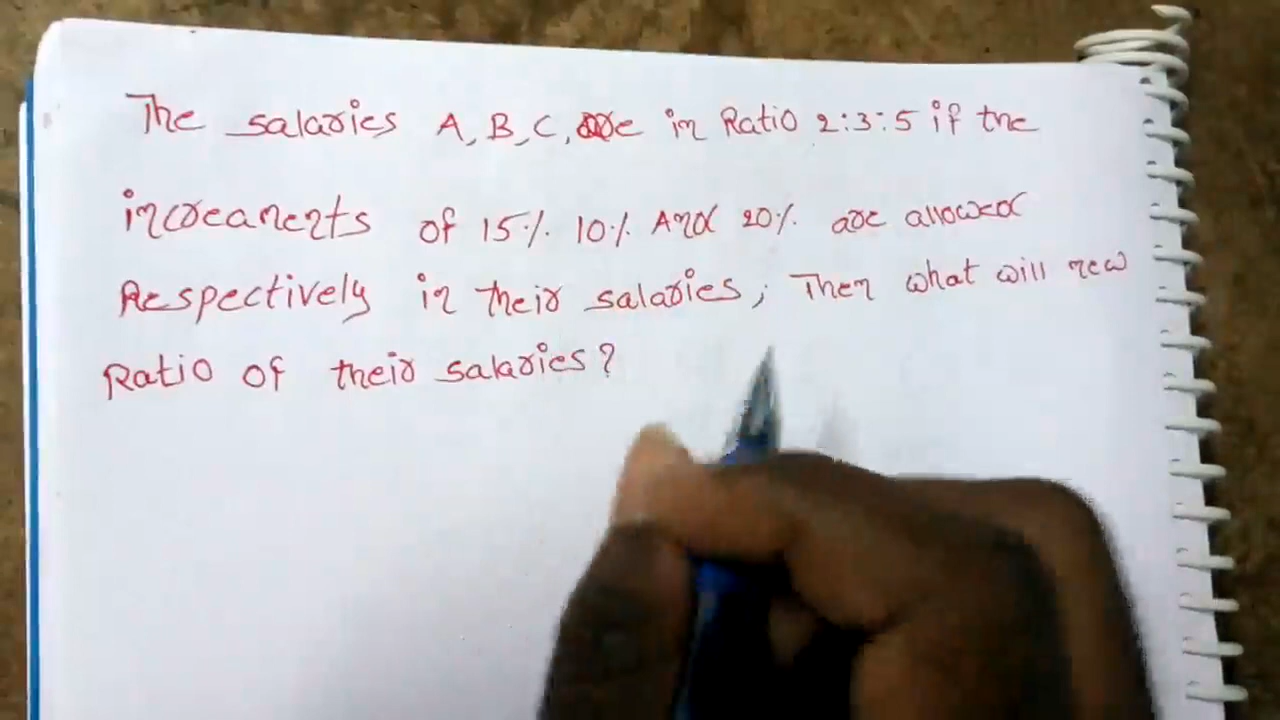 The salaries A, B, C, are in Ratio 2:3:5 if the
increanents of 15% 10% And 20% are allowed
Respectively in their salaries; Then what will new
Ratio of their salaries?